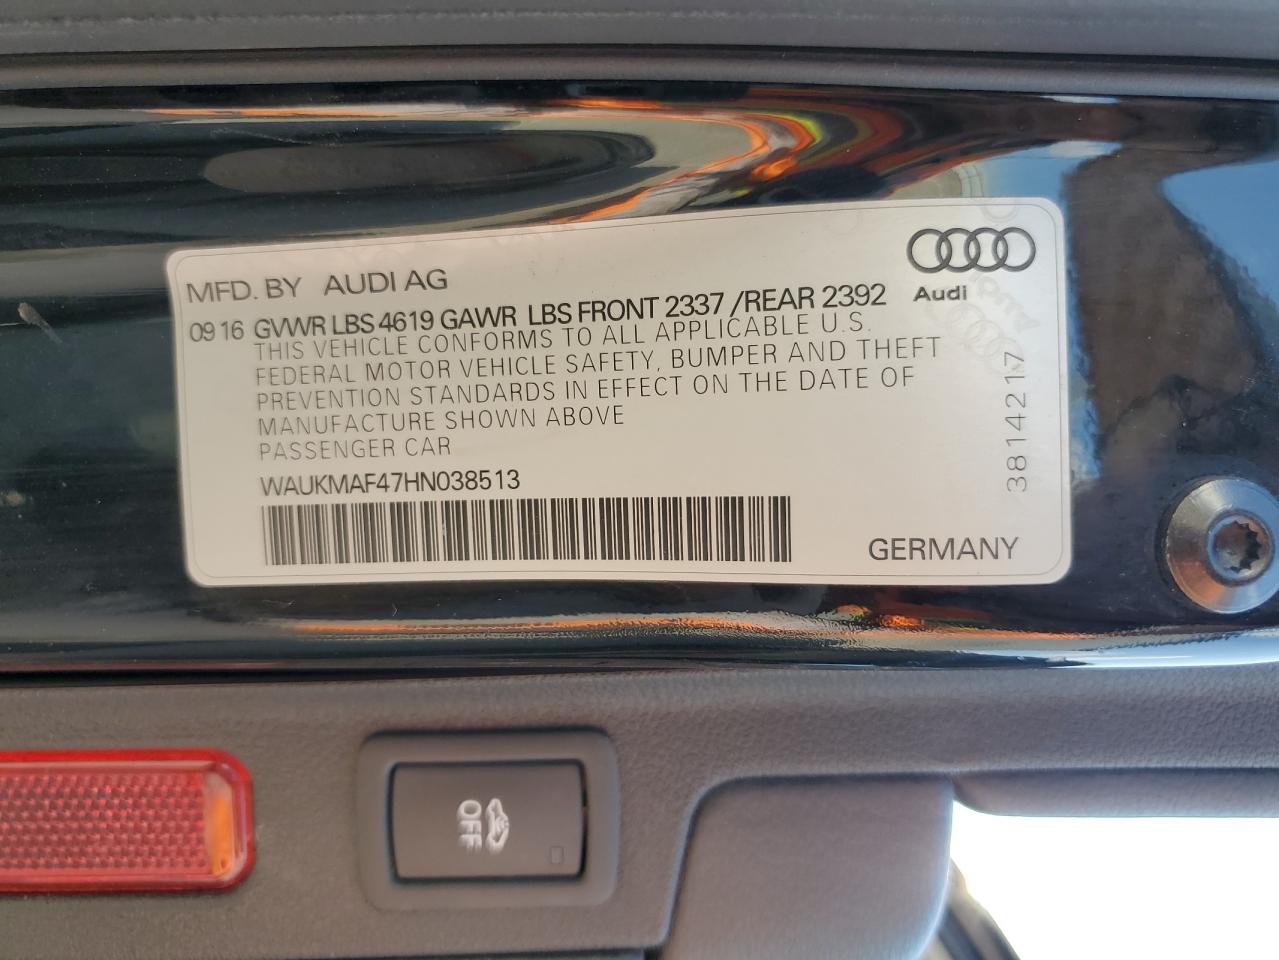 MFD. BY AUDI AG
Audi
09 16 GVWR LBS 4619 GAWR LBS FRONT 2337 / REAR 2392
THIS VEHICLE CONFORMS TO ALL APPLICABLE U.S.
FEDERAL MOTOR VEHICLE SAFETY, BUMPER AND THEFT
PREVENTION STANDARDS IN EFFECT ON THE DATE OF
MANUFACTURE SHOWN ABOVE
PASSENGER CAR
WAUKMAF47HN038513
3814217
GERMANY
OFF